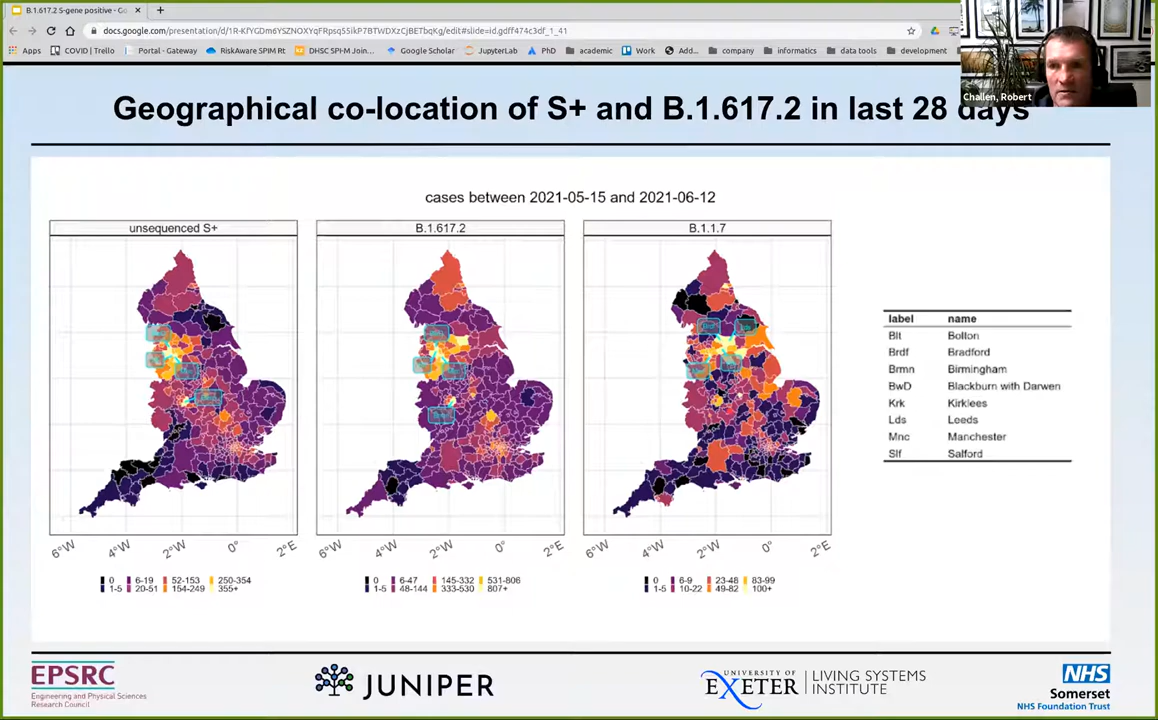 B.1.617.2 S-gene positive - Go
docs.google.com/presentation/d/1R-KfYGDm6YSZNOXYqFRpsq55ikP7BTWDXzCjBETbqKg/edit#slide=id.gdff474c3df_1_41
Apps COVID | Trello Portal - Gateway RiskAware SPIM Rt DHSC SPI-M Join... Google Scholar JupyterLab PhD academic Work Add... company informatics data tools development
Challen, Robert
Geographical co-location of S+ and B.1.617.2 in last 28 days
cases between 2021-05-15 and 2021-06-12
unsequenced S+ B.1.617.2 B.1.1.7
label name
Blt Bolton
Brdf Bradford
Brmn Birmingham
BwD Blackburn with Darwen
Krk Kirklees
Lds Leeds
Mnc Manchester
Slf Salford
6°W 4°W 2°W 0° 2°E 6°W 4°W 2°W 0° 2°E 6°W 4°W 2°W 0° 2°E
0 6-19 52-153 250-354 0 6-47 145-332 531-806 0 6-9 23-48 83-99
1-5 20-51 154-249 355+ 1-5 48-144 333-530 807+ 1-5 10-22 49-82 100+
EPSRC
Engineering and Physical Sciences
Research Council
JUNIPER
UNIVERSITY OF
EXETER
LIVING SYSTEMS
INSTITUTE
NHS
Somerset
NHS Foundation Trust